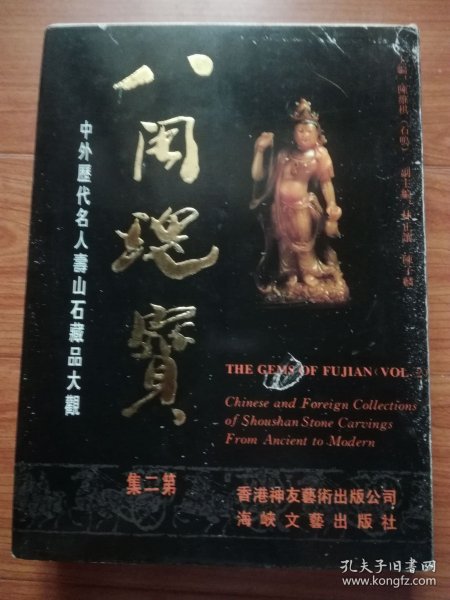 八闽瑰寶
中外歷代名人壽山石藏品大觀
THE GEMS OF FUJIAN (VOL.
Chinese and Foreign Collections
of Shoushan Stone Carvings
From Ancient to Modern
集二第
香港神友藝術出版公司
海峽文藝出版社
孔夫子旧书网
www.kongfz.com